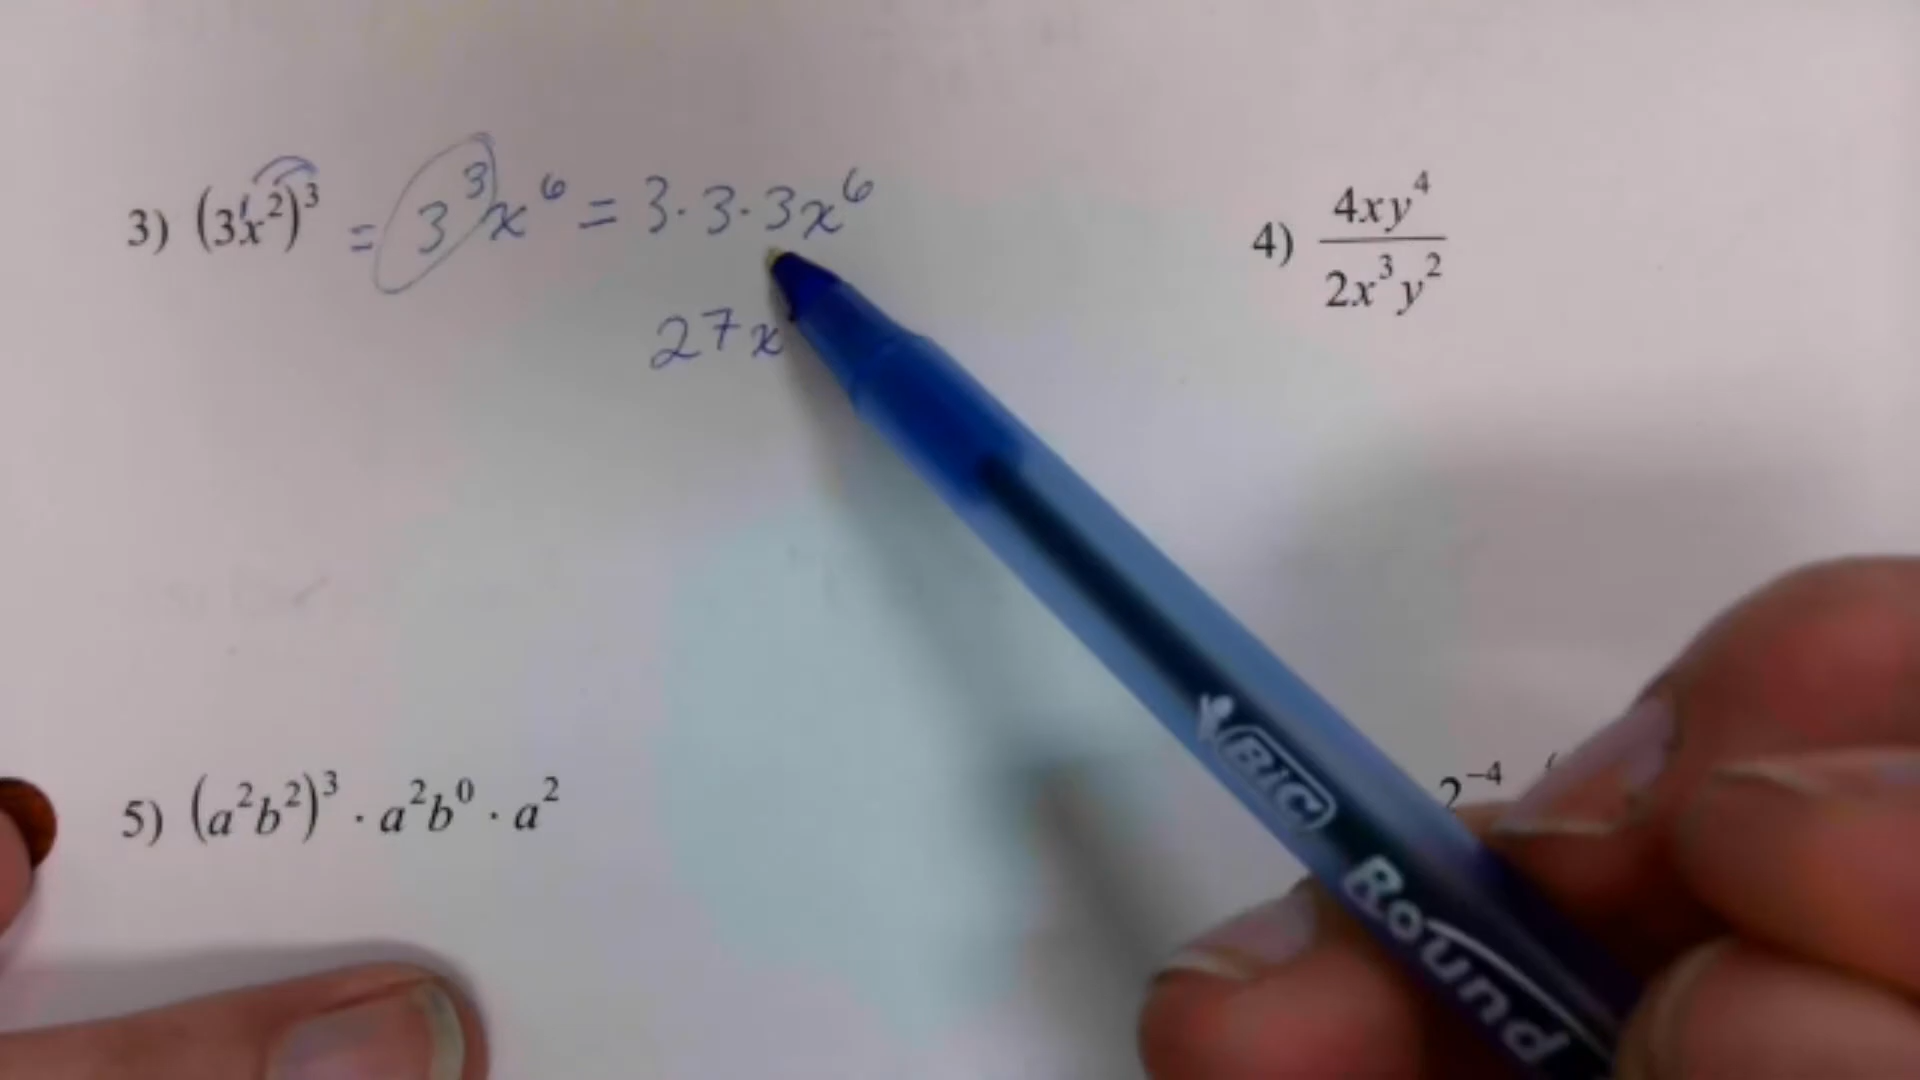 3) (3¹x²)³ = 3³x⁶ = 3·3·3x⁶
27x
4) 4xy⁴
2x³y²
5) (a²b²)³ · a²b⁰ · a²
2⁻⁴
BIC Round